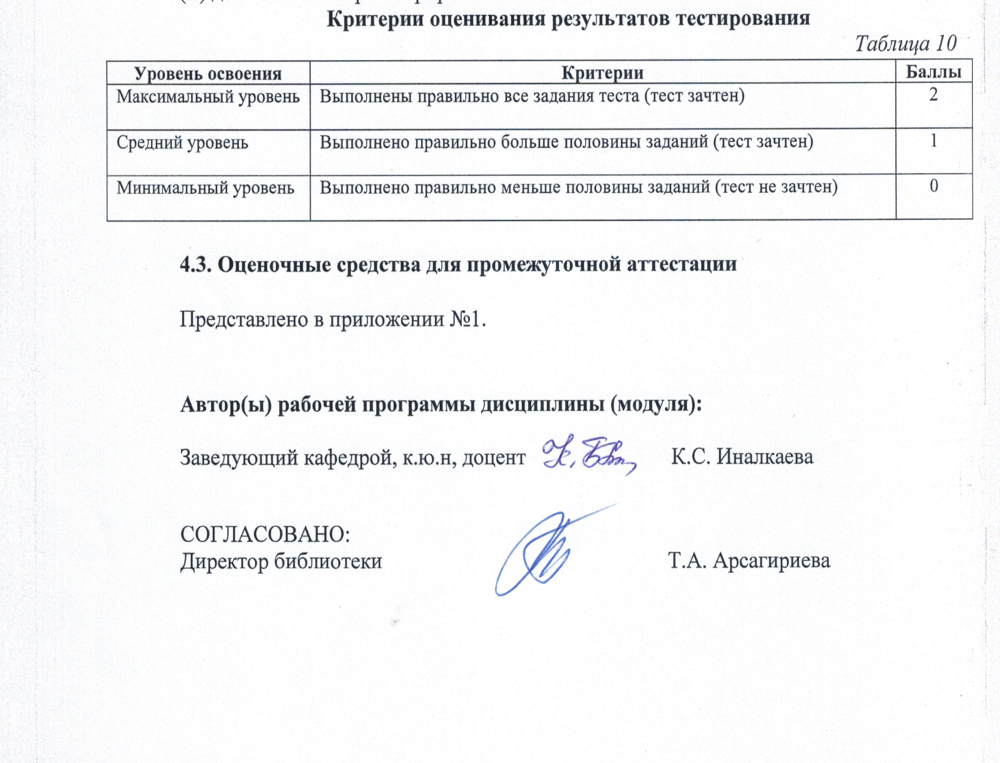 Критерии оценивания результатов тестирования
Таблица 10
Уровень освоения Критерии Баллы
Максимальный уровень Выполнены правильно все задания теста (тест зачтен) 2
Средний уровень Выполнено правильно больше половины заданий (тест зачтен) 1
Минимальный уровень Выполнено правильно меньше половины заданий (тест не зачтен) 0
4.3. Оценочные средства для промежуточной аттестации
Представлено в приложении №1.
Автор(ы) рабочей программы дисциплины (модуля):
Заведующий кафедрой, к.ю.н, доцент К.С. Иналкаева
СОГЛАСОВАНО:
Директор библиотеки Т.А. Арсагириева